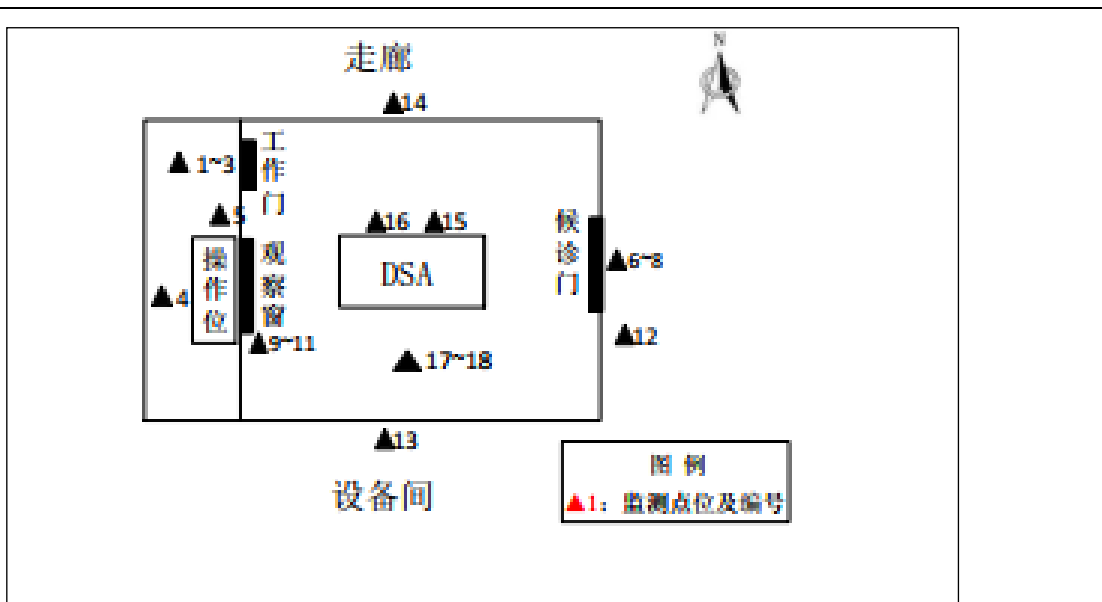 走廊
N
▲14
▲1~3
工作门
▲5
▲16
▲15
候诊门
操作位
观察窗
DSA
▲6~8
▲4
▲9~11
▲12
▲17~18
▲13
设备间
图 例
▲1：监测点位及编号